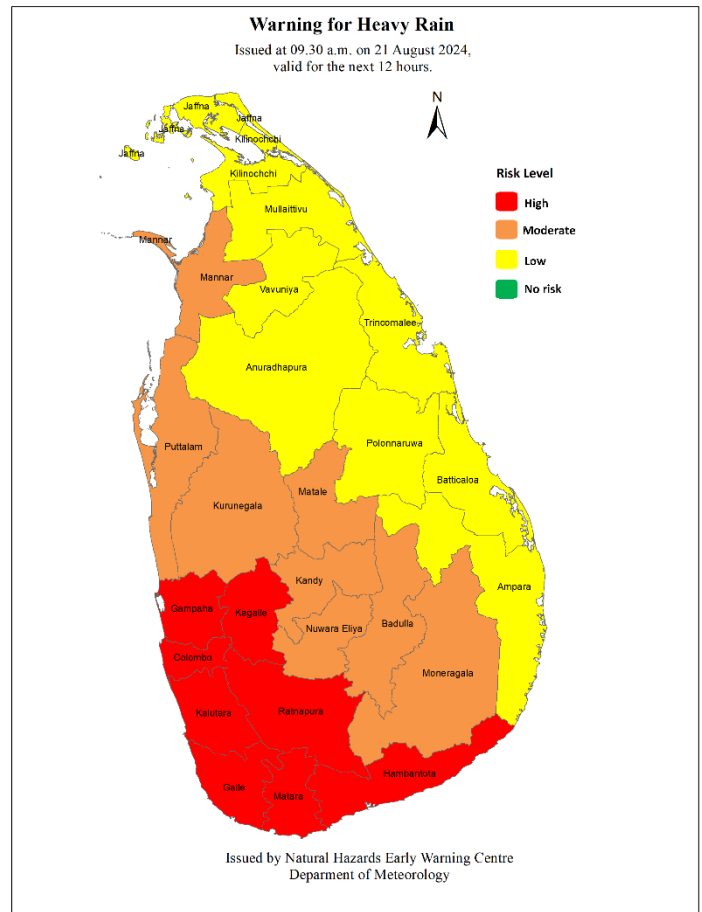 Warning for Heavy Rain
Issued at 09.30 a.m. on 21 August 2024,
valid for the next 12 hours.
N
Risk Level
High
Moderate
Low
No risk
Jaffna
Jaffna
Jaffna
Kilinochchi
Jaffna
Kilinochchi
Mullaittivu
Mannar
Mannar
Vavuniya
Trincomalee
Anuradhapura
Puttalam
Polonnaruwa
Batticaloa
Matale
Kurunegala
Kandy
Ampara
Gampaha
Kegalle
Nuwara Eliya
Badulla
Colombo
Moneragala
Kalutara
Ratnapura
Hambantota
Galle
Matara
Issued by Natural Hazards Early Warning Centre
Deparment of Meteorology